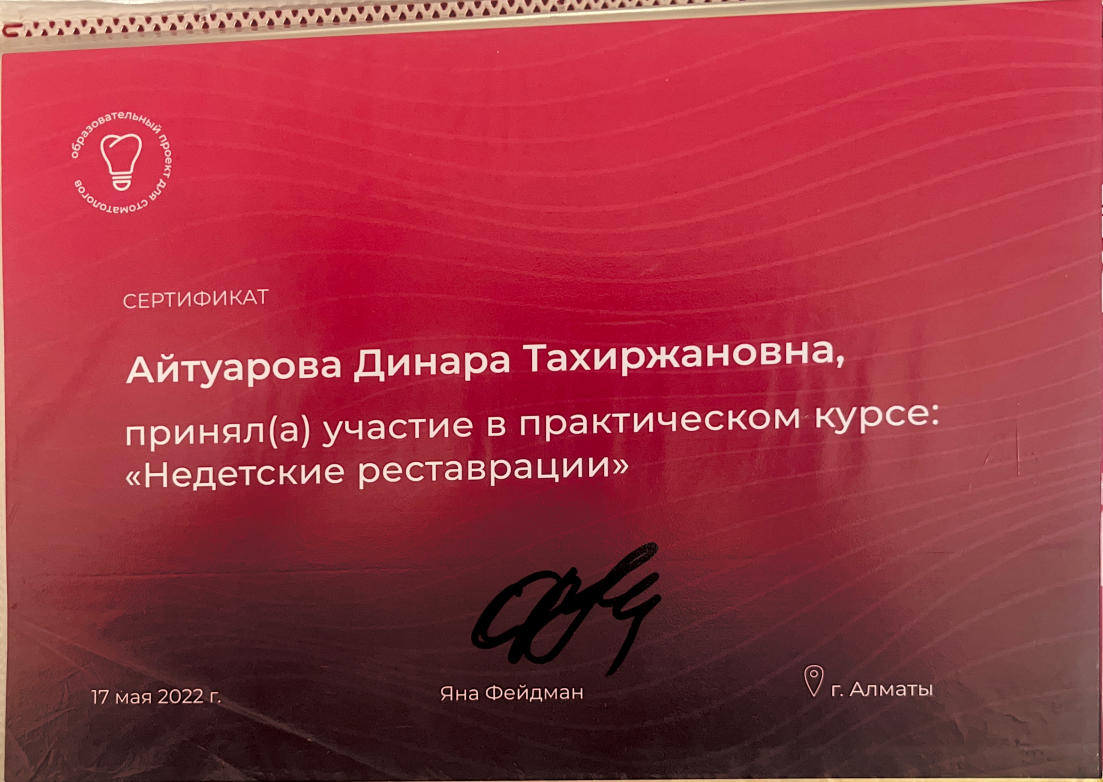 образовательный проект для стоматологов
СЕРТИФИКАТ
Айтуарова Динара Тахиржановна,
принял(а) участие в практическом курсе:
«Недетские реставрации»
17 мая 2022 г.
Яна Фейдман
г. Алматы